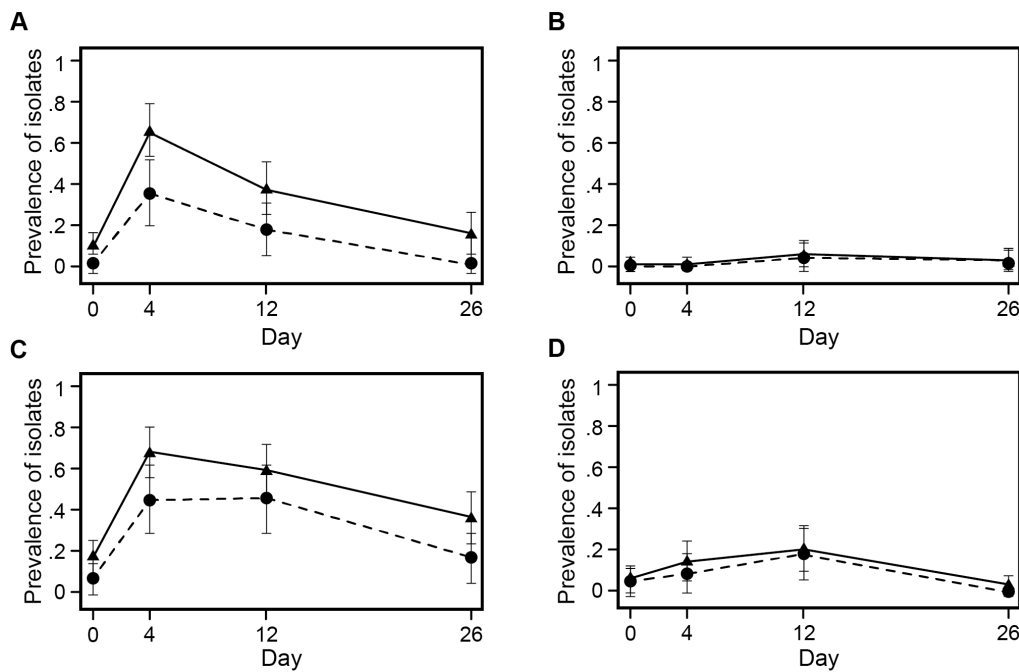 A
Prevalence of isolates
1
.8
.6
.4
.2
0
0 4 12 26
Day
B
Prevalence of isolates
1
.8
.6
.4
.2
0
0 4 12 26
Day
C
Prevalence of isolates
1
.8
.6
.4
.2
0
0 4 12 26
Day
D
Prevalence of isolates
1
.8
.6
.4
.2
0
0 4 12 26
Day